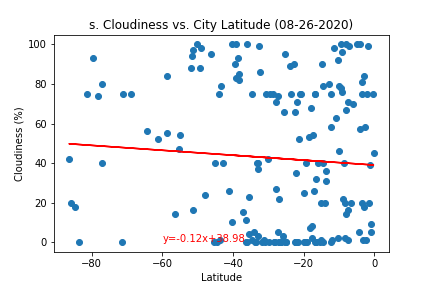 s. Cloudiness vs. City Latitude (08-26-2020)
100
80
60
40
20
0
Cloudiness (%)
y=-0.12x+38.98
−80
−60
−40
−20
0
Latitude